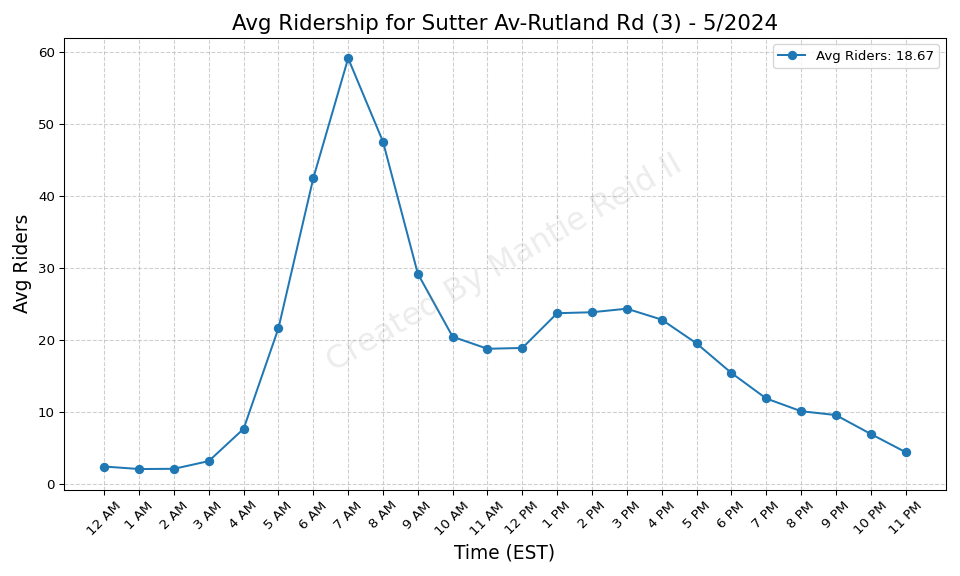 Avg Ridership for Sutter Av-Rutland Rd (3) - 5/2024
Avg Riders: 18.67
60
50
40
30
20
10
0
Avg Riders
Created By Mantle Reid II
12 AM
1 AM
2 AM
3 AM
4 AM
5 AM
6 AM
7 AM
8 AM
9 AM
10 AM
11 AM
12 PM
1 PM
2 PM
3 PM
4 PM
5 PM
6 PM
7 PM
8 PM
9 PM
10 PM
11 PM
Time (EST)